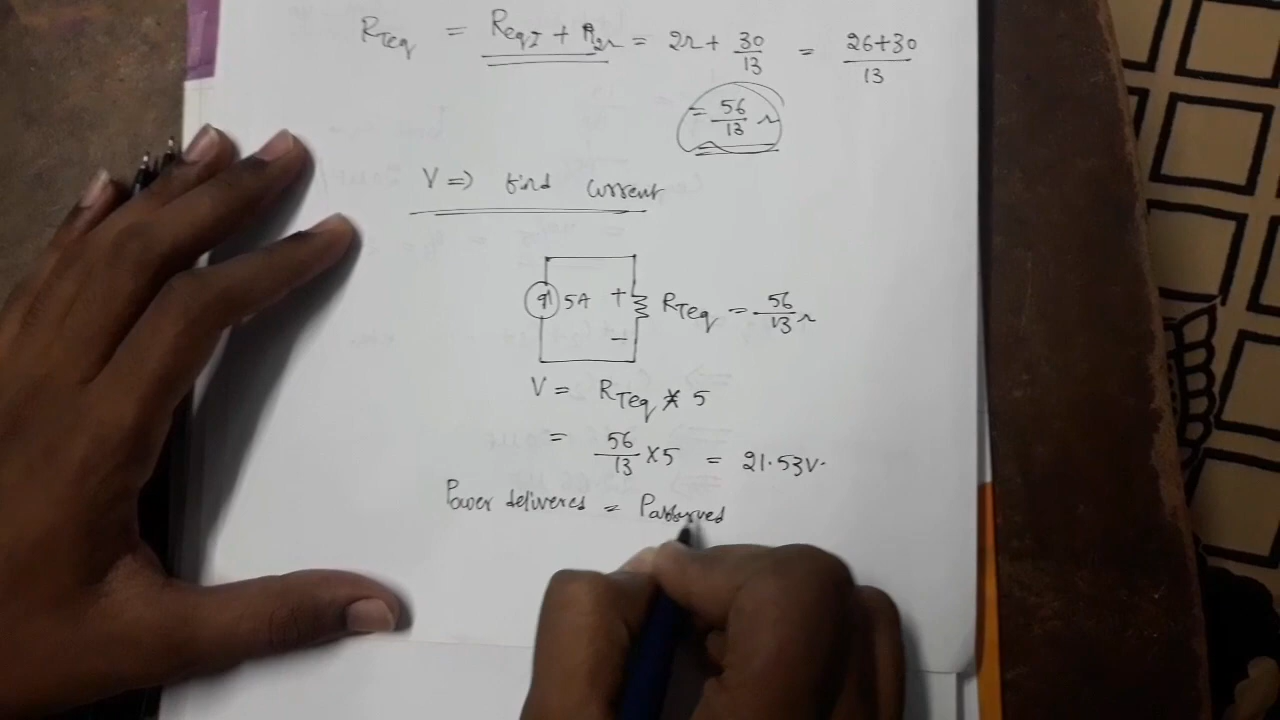 RTeq = ReqI + R2Ω = 2Ω + 30/13 = 26+30/13
= 56/13 Ω
V => find current
5A + RTeq = 56/13 Ω
-
V = RTeq * 5
= 56/13 X 5 = 21.53V.
Power delivered = Pabsorved